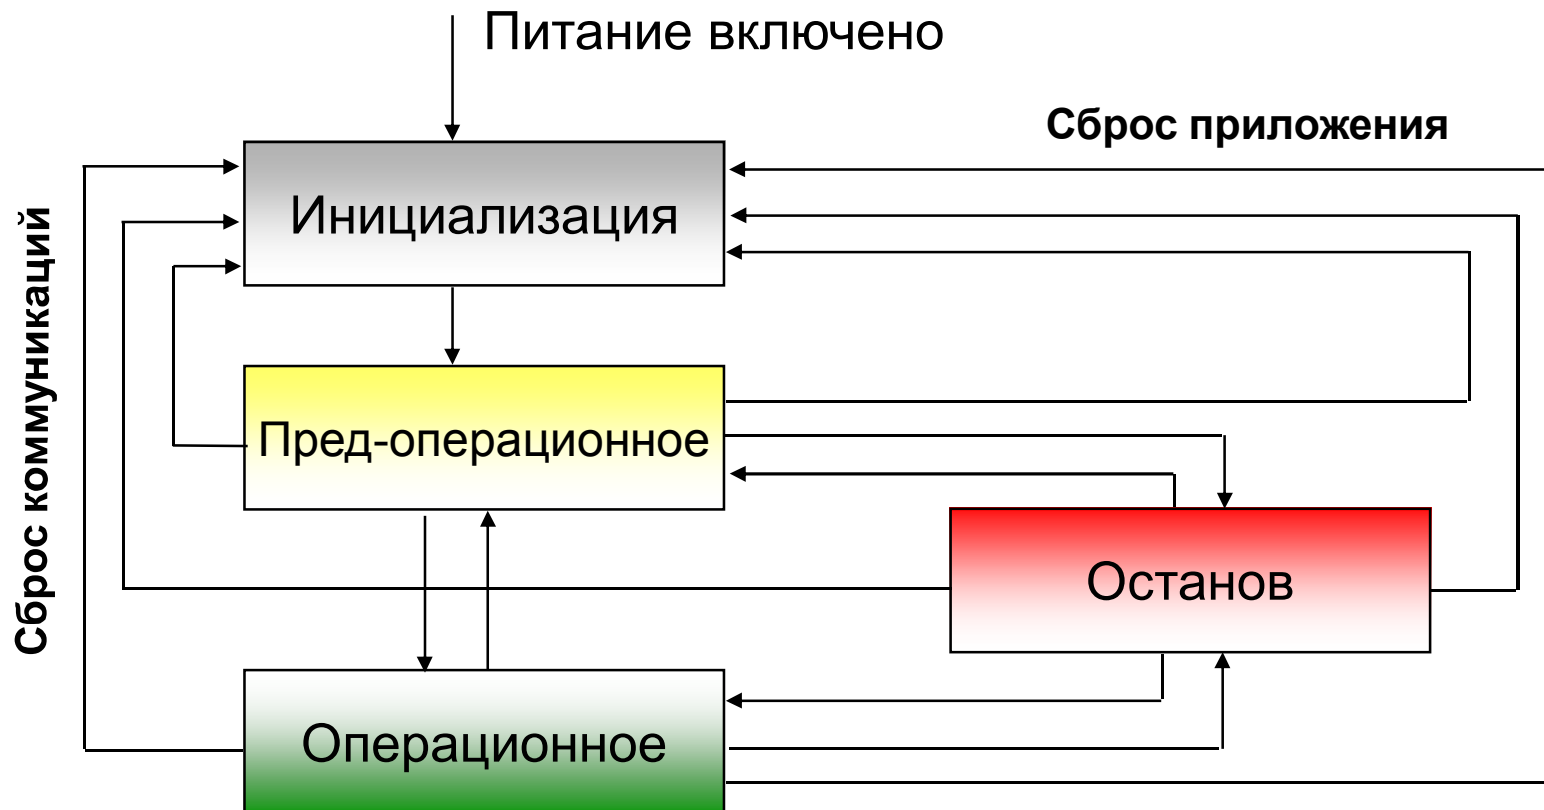 Питание включено
Сброс приложения
Сброс коммуникаций
Инициализация
Пред-операционное
Останов
Операционное